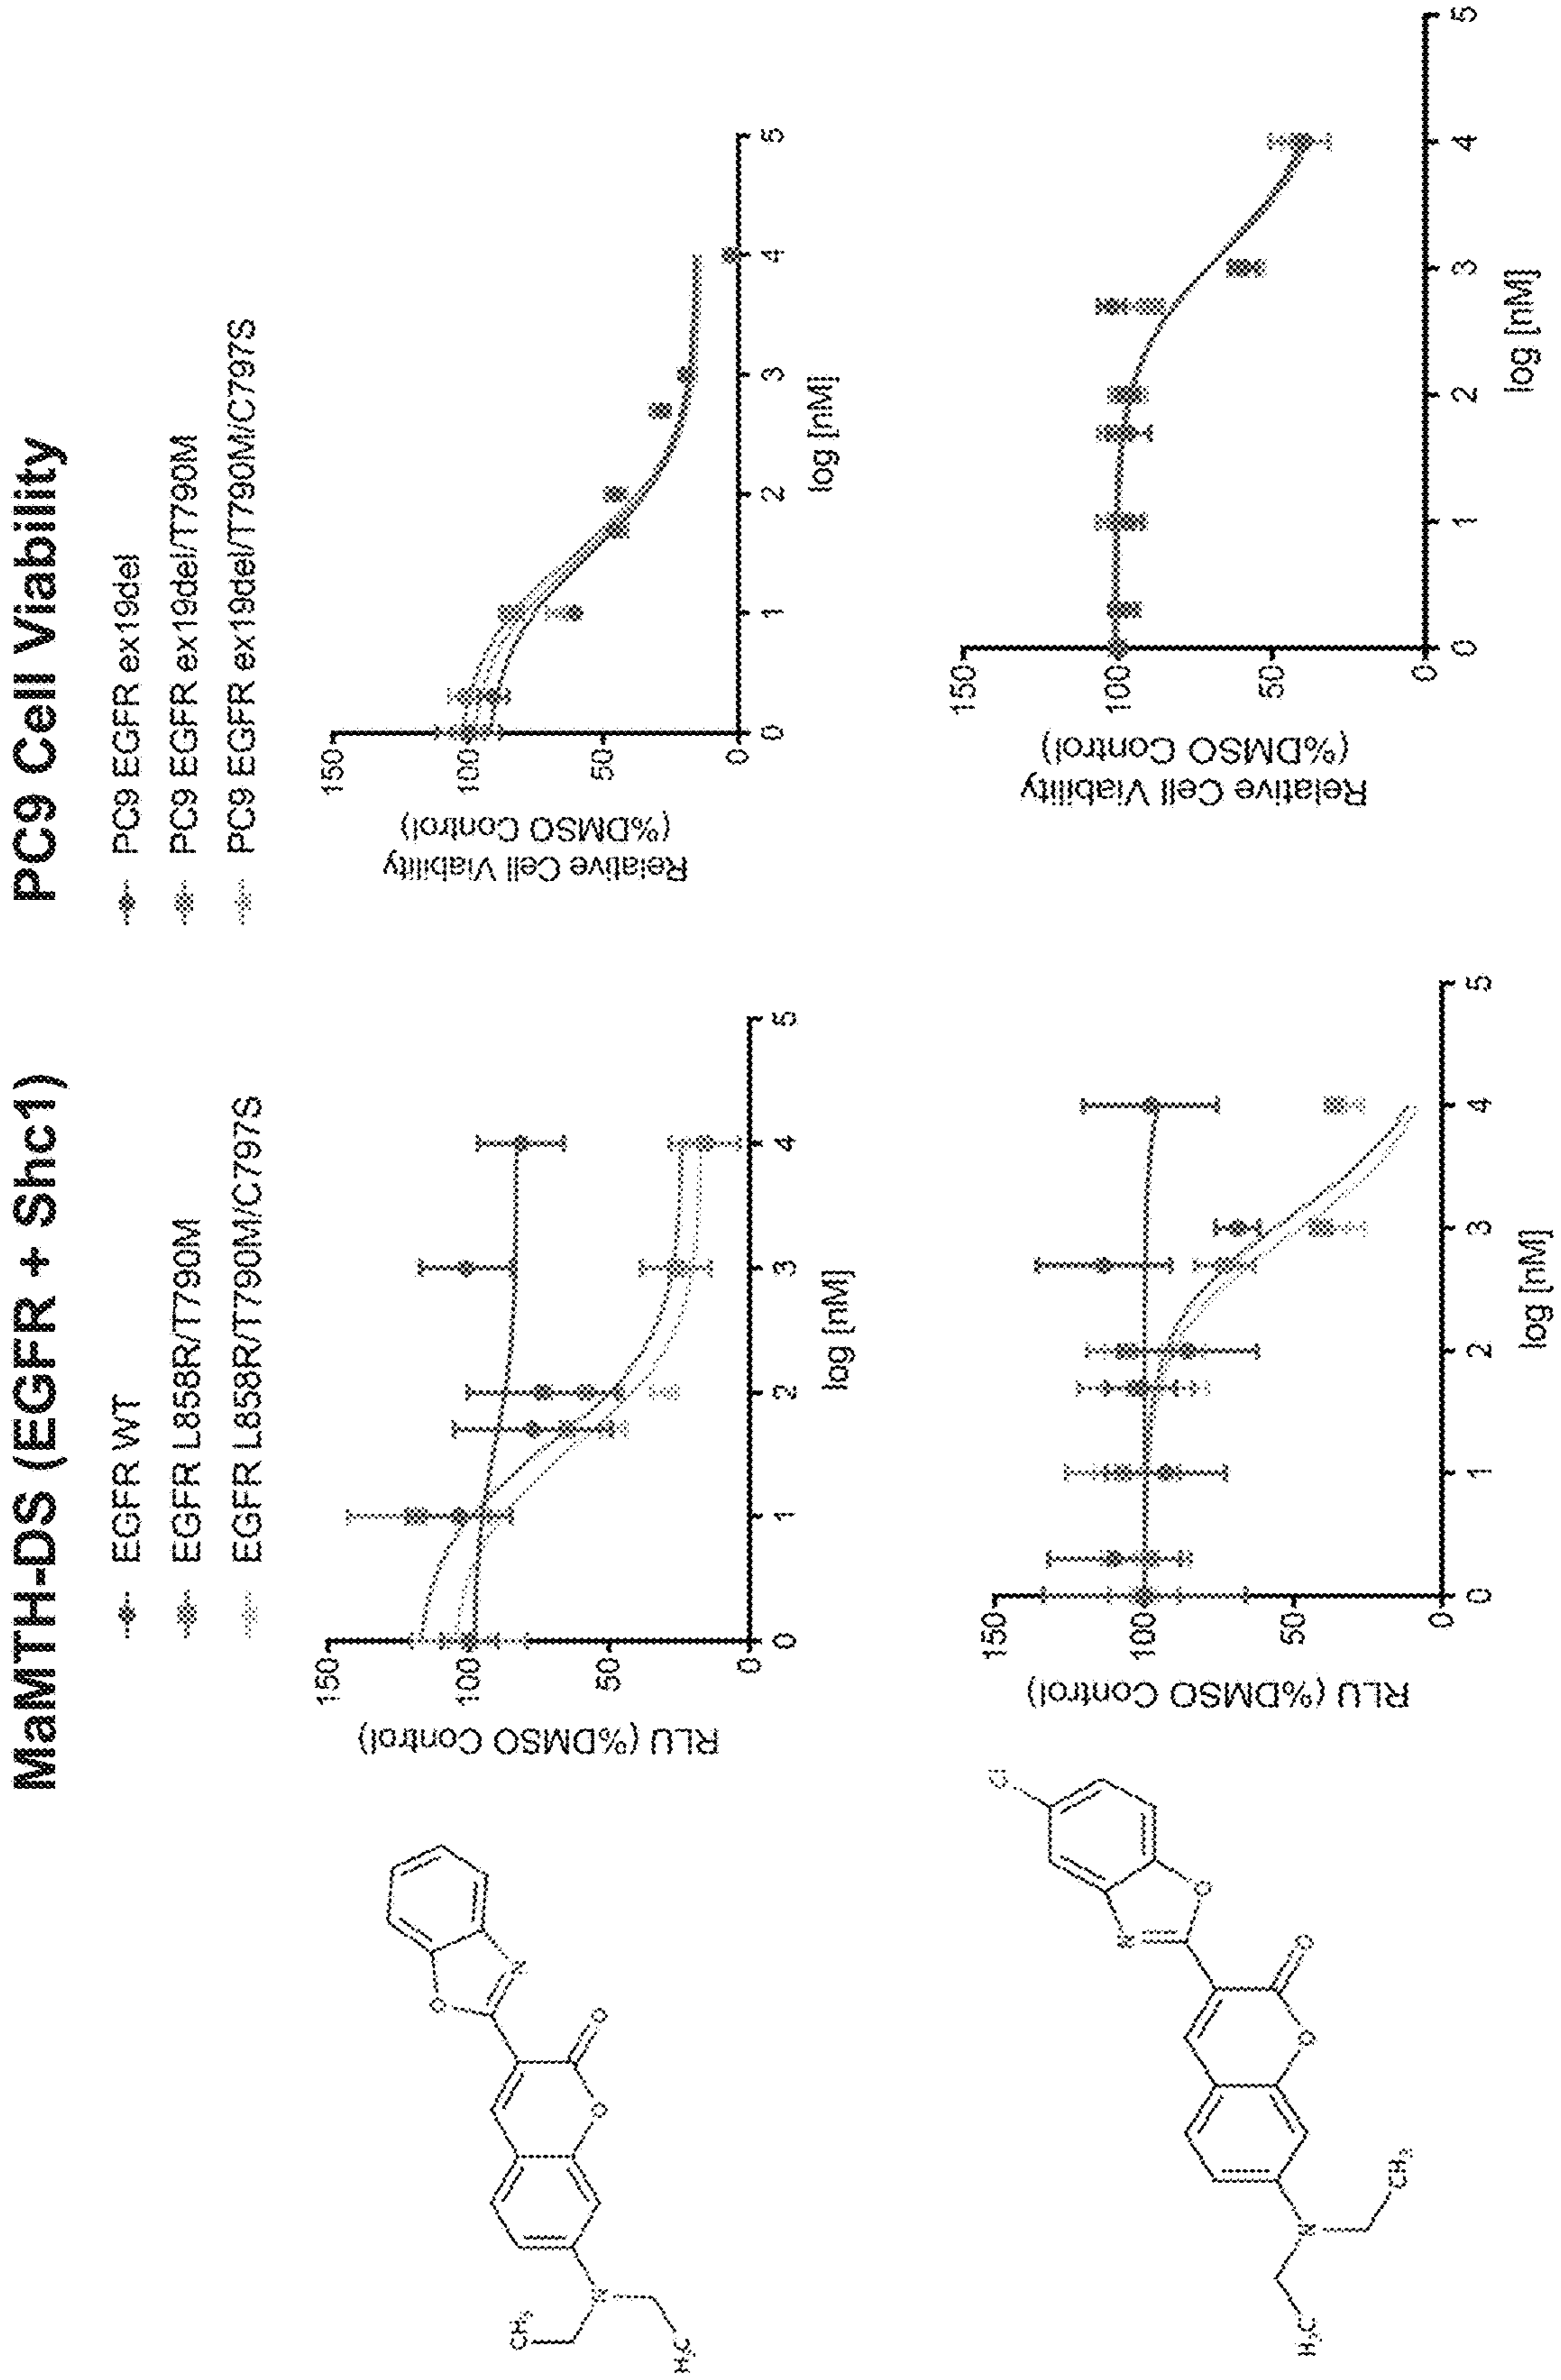 MaMTH-DS (EGFR + Shc1)
EGFR WT
EGFR L858R/T790M
EGFR L858R/T790M/C797S
PC9 Cell Viability
PC9 EGFR ex19del
PC9 EGFR ex19del/T790M
PC9 EGFR ex19del/T790M/C797S
CH₃
H₃C
N
O
O
O
N
RLU (%DMSO Control)
150
100
50
0
0 1 2 3 4 5
log [nM]
Relative Cell Viability
(%DMSO Control)
150
100
50
0
0 1 2 3 4 5
log [nM]
H₃C
CH₃
N
O
O
N
O
Cl
RLU (%DMSO Control)
150
100
50
0
0 1 2 3 4 5
log [nM]
Relative Cell Viability
(%DMSO Control)
150
100
50
0
0 1 2 3 4 5
log [nM]